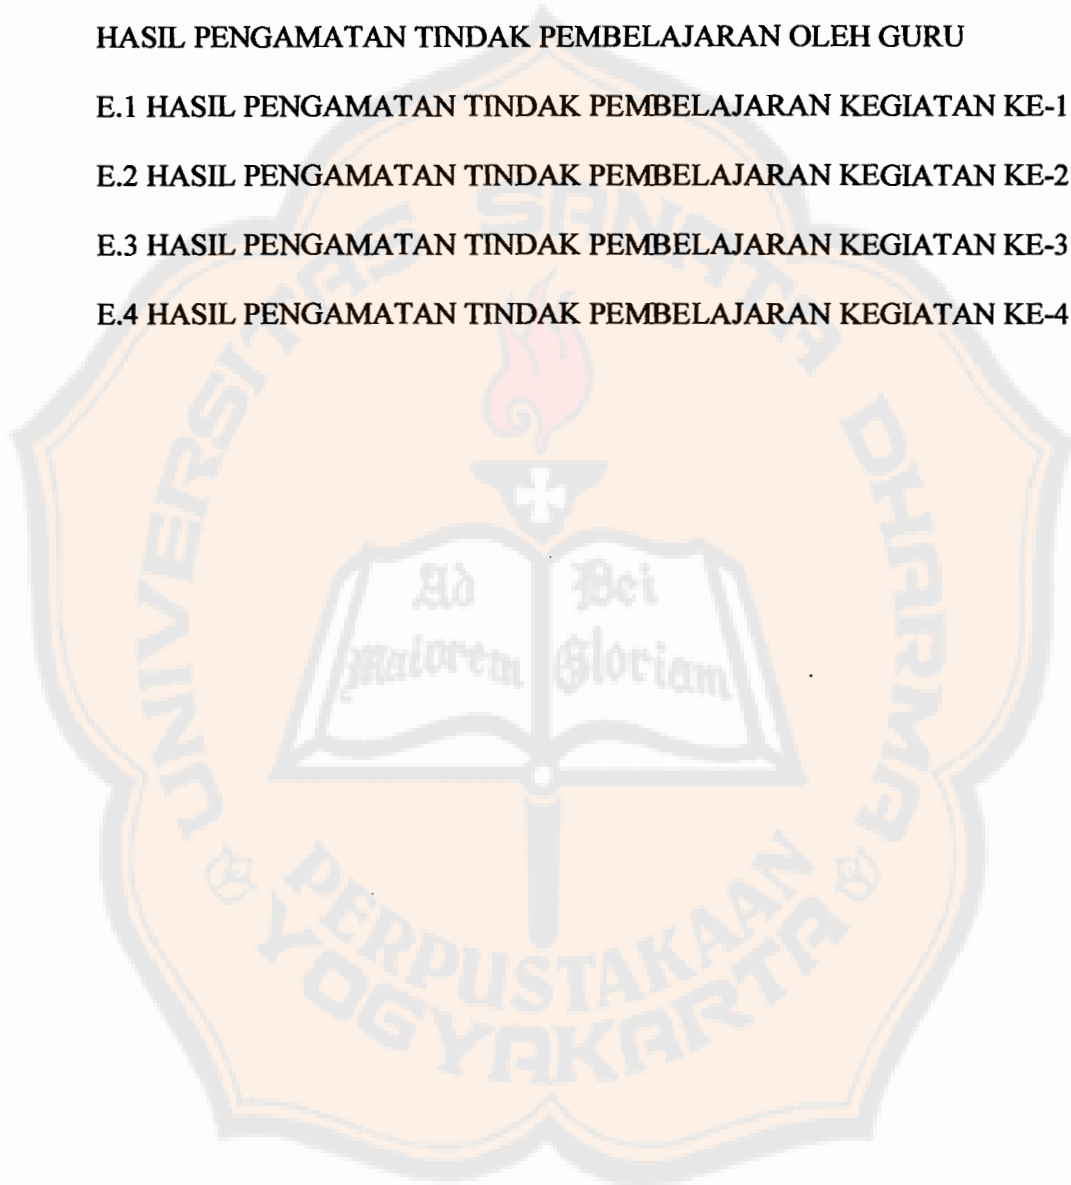 HASIL PENGAMATAN TINDAK PEMBELAJARAN OLEH GURU
E.1 HASIL PENGAMATAN TINDAK PEMBELAJARAN KEGIATAN KE-1
E.2 HASIL PENGAMATAN TINDAK PEMBELAJARAN KEGIATAN KE-2
E.3 HASIL PENGAMATAN TINDAK PEMBELAJARAN KEGIATAN KE-3
E.4 HASIL PENGAMATAN TINDAK PEMBELAJARAN KEGIATAN KE-4
UNIVERSITAS SANATA DHARMA
Ad Dei
maiorem Gloriam
PERPUSTAKAAN
YOGYAKARTA